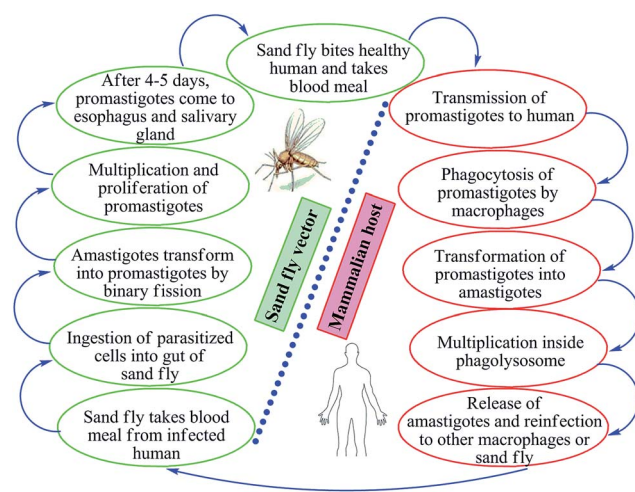 Sand fly bites healthy
human and takes
blood meal
After 4-5 days,
promastigotes come to
esophagus and salivary
gland
Transmission of
promastigotes to human
Multiplication and
proliferation of
promastigotes
Phagocytosis of
promastigotes by
macrophages
Sand fly vector
Mammalian host
Amastigotes transform
into promastigotes by
binary fission
Transformation of
promastigotes into
amastigotes
Ingestion of parasitized
cells into gut of
sand fly
Multiplication inside
phagolysosome
Sand fly takes blood
meal from infected
human
Release of
amastigotes and reinfection
to other macrophages or
sand fly